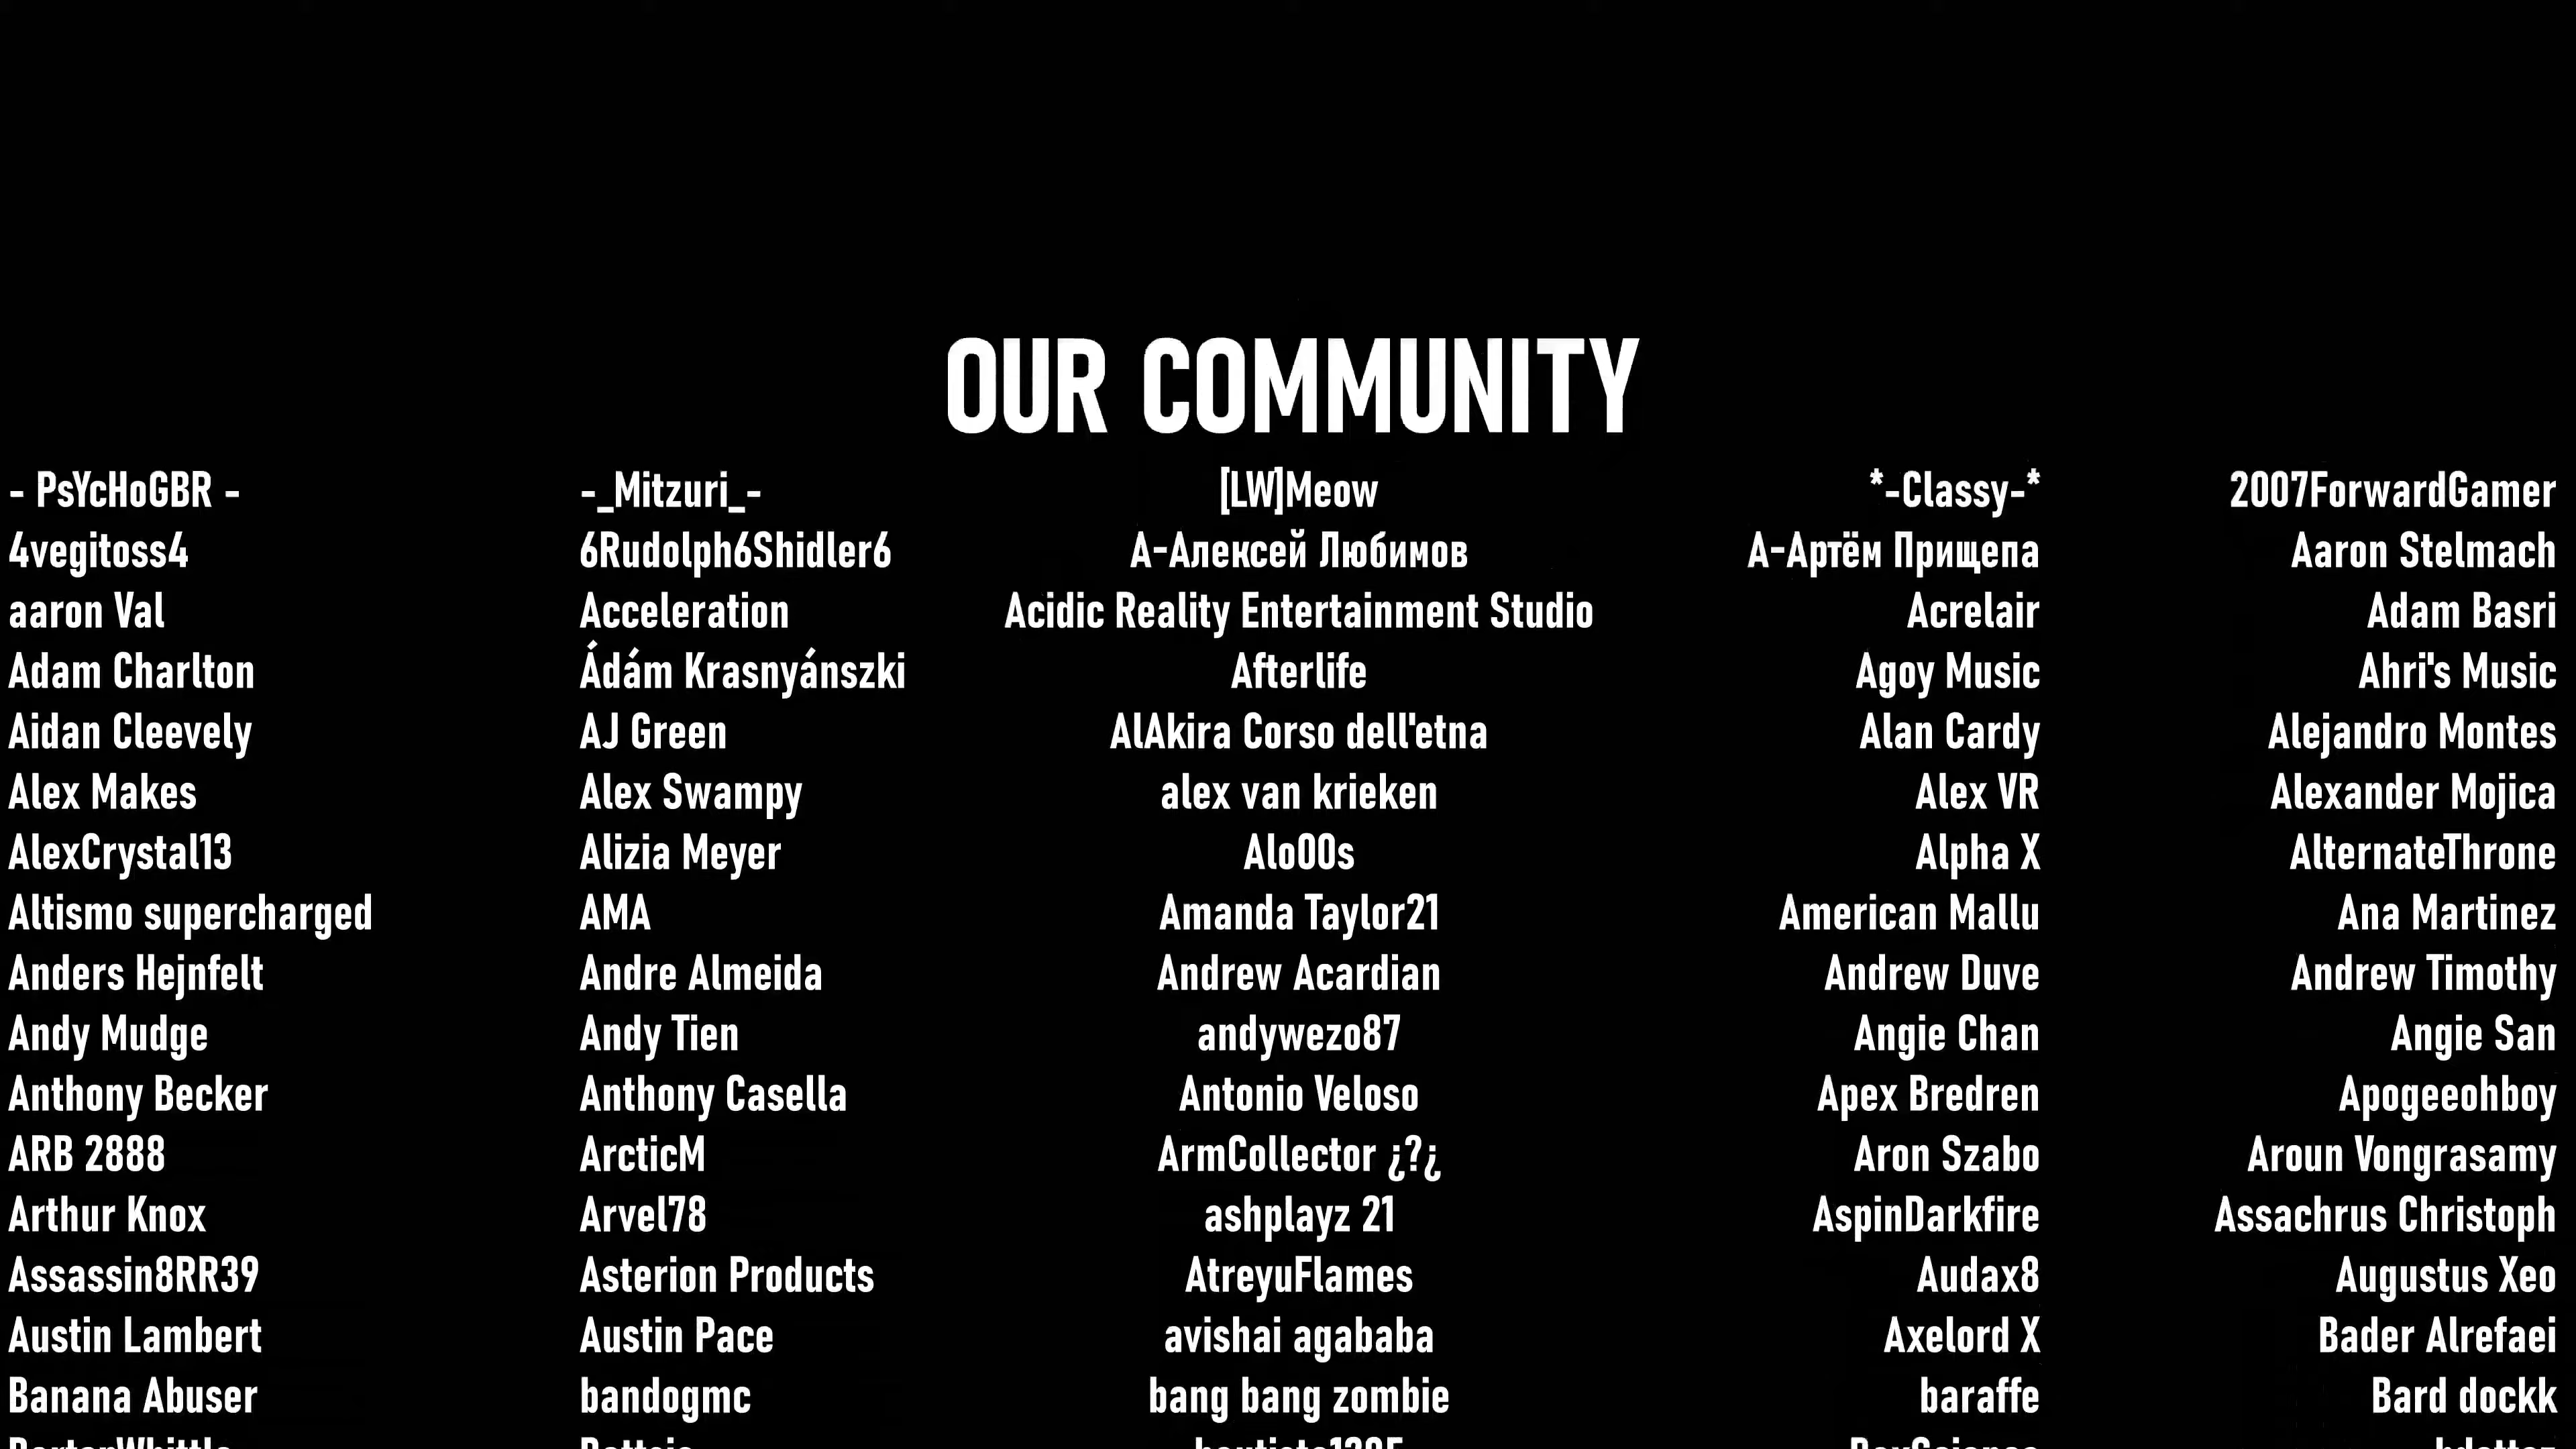 OUR COMMUNITY
- PsYcHoGBR - -_Mitzuri_- [LW]Meow *-Classy-* 2007ForwardGamer
4vegitoss4 6Rudolph6Shidler6 А-Алексей Любимов А-Артём Прищепа Aaron Stelmach
aaron Val Acceleration Acidic Reality Entertainment Studio Acrelair Adam Basri
Adam Charlton Ádám Krasnyánszki Afterlife Agoy Music Ahri's Music
Aidan Cleevely AJ Green AlAkira Corso dell'etna Alan Cardy Alejandro Montes
Alex Makes Alex Swampy alex van krieken Alex VR Alexander Mojica
AlexCrystal13 Alizia Meyer Alo00s Alpha X AlternateThrone
Altismo supercharged AMA Amanda Taylor21 American Mallu Ana Martinez
Anders Hejnfelt Andre Almeida Andrew Acardian Andrew Duve Andrew Timothy
Andy Mudge Andy Tien andywezo87 Angie Chan Angie San
Anthony Becker Anthony Casella Antonio Veloso Apex Bredren Apogeeohboy
ARB 2888 ArcticM ArmCollector ¿?¿ Aron Szabo Aroun Vongrasamy
Arthur Knox Arvel78 ashplayz 21 AspinDarkfire Assachrus Christoph
Assassin8RR39 Asterion Products AtreyuFlames Audax8 Augustus Xeo
Austin Lambert Austin Pace avishai agababa Axelord X Bader Alrefaei
Banana Abuser bandogmc bang bang zombie baraffe Bard dockk